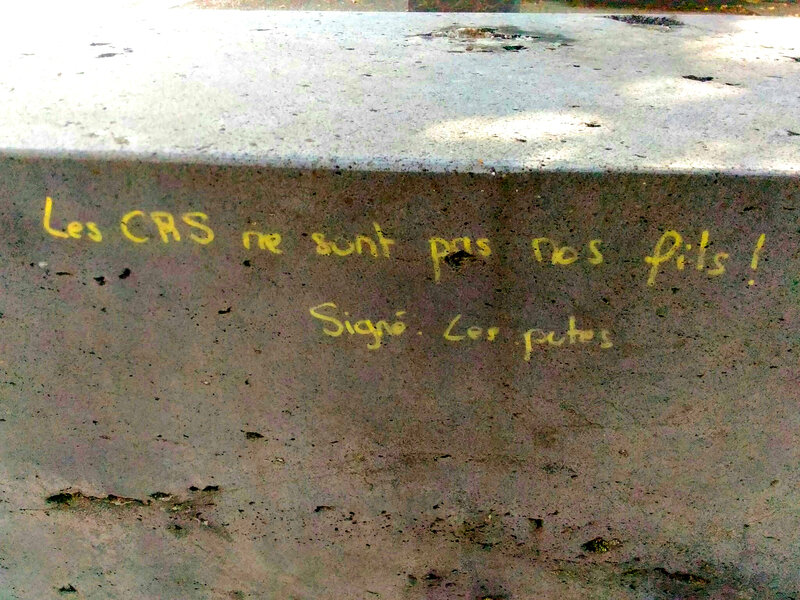 Les CRS ne sont pas nos fils !
Signé. Les putes